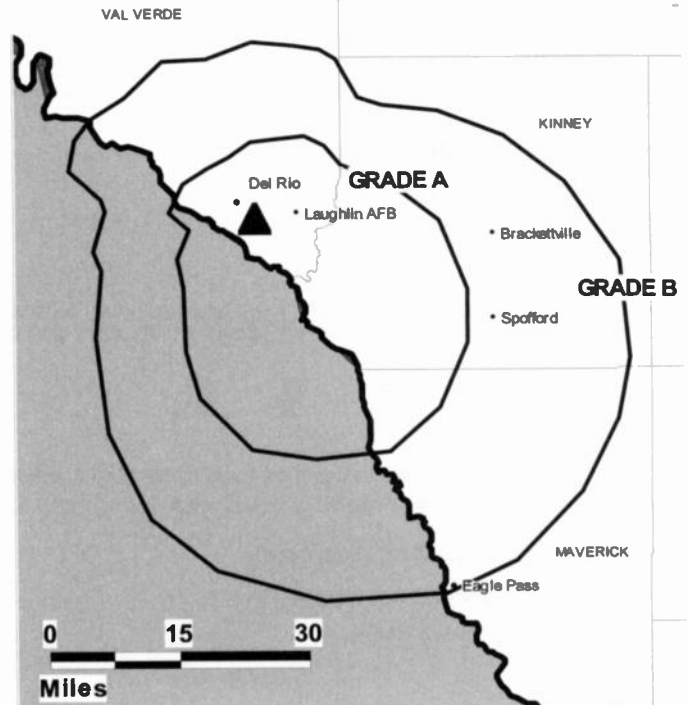 VAL VERDE
KINNEY
Del Rio
GRADE A
Laughlin AFB
Brackettville
GRADE B
Spofford
MAVERICK
Eagle Pass
0 15 30
Miles